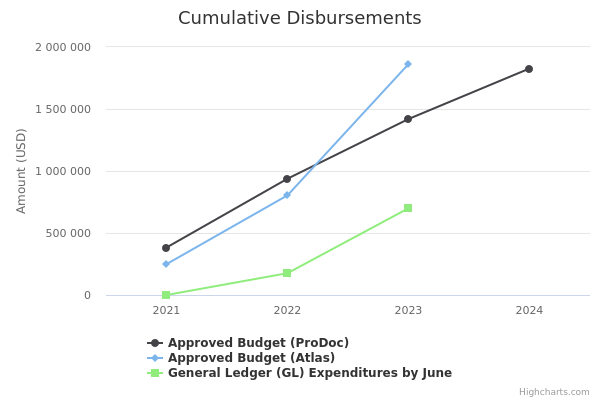 Cumulative Disbursements
Amount (USD)
2 000 000
1 500 000
1 000 000
500 000
0
2021 2022 2023 2024
Approved Budget (ProDoc)
Approved Budget (Atlas)
General Ledger (GL) Expenditures by June
Highcharts.com